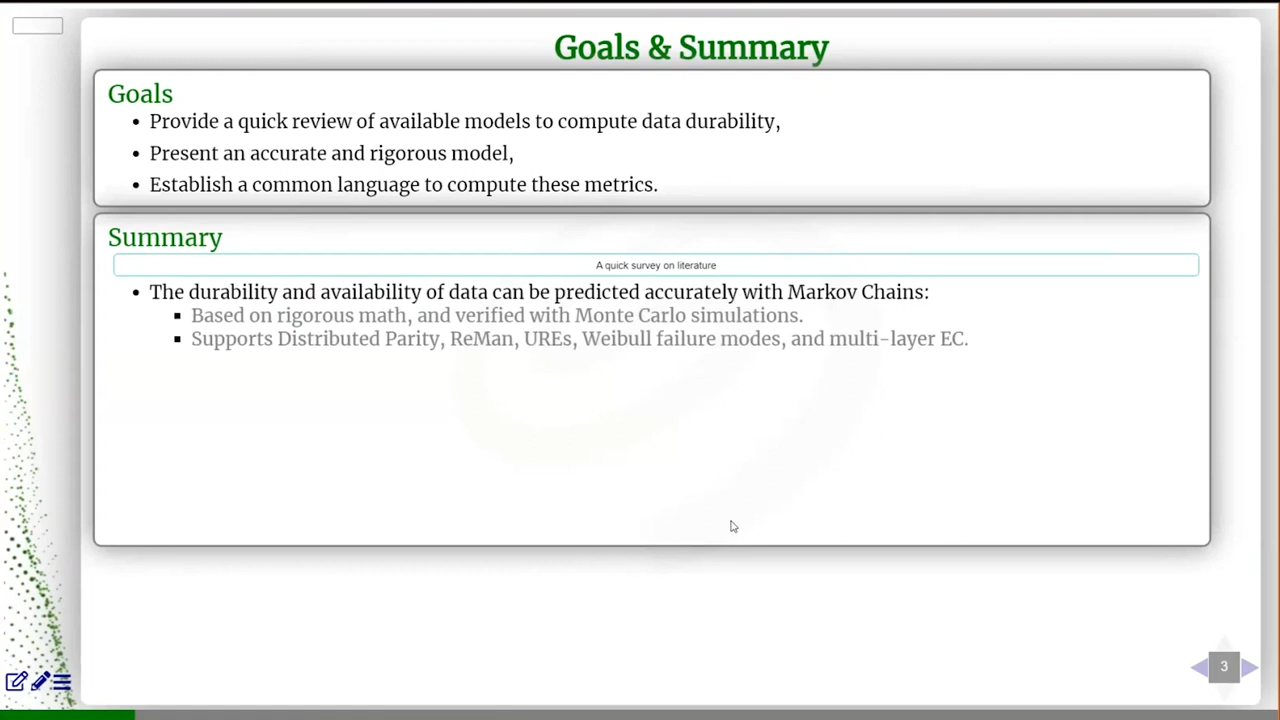 Goals & Summary
Goals
• Provide a quick review of available models to compute data durability,
• Present an accurate and rigorous model,
• Establish a common language to compute these metrics.
Summary
A quick survey on literature
• The durability and availability of data can be predicted accurately with Markov Chains:
▪ Based on rigorous math, and verified with Monte Carlo simulations.
▪ Supports Distributed Parity, ReMan, UREs, Weibull failure modes, and multi-layer EC.
3